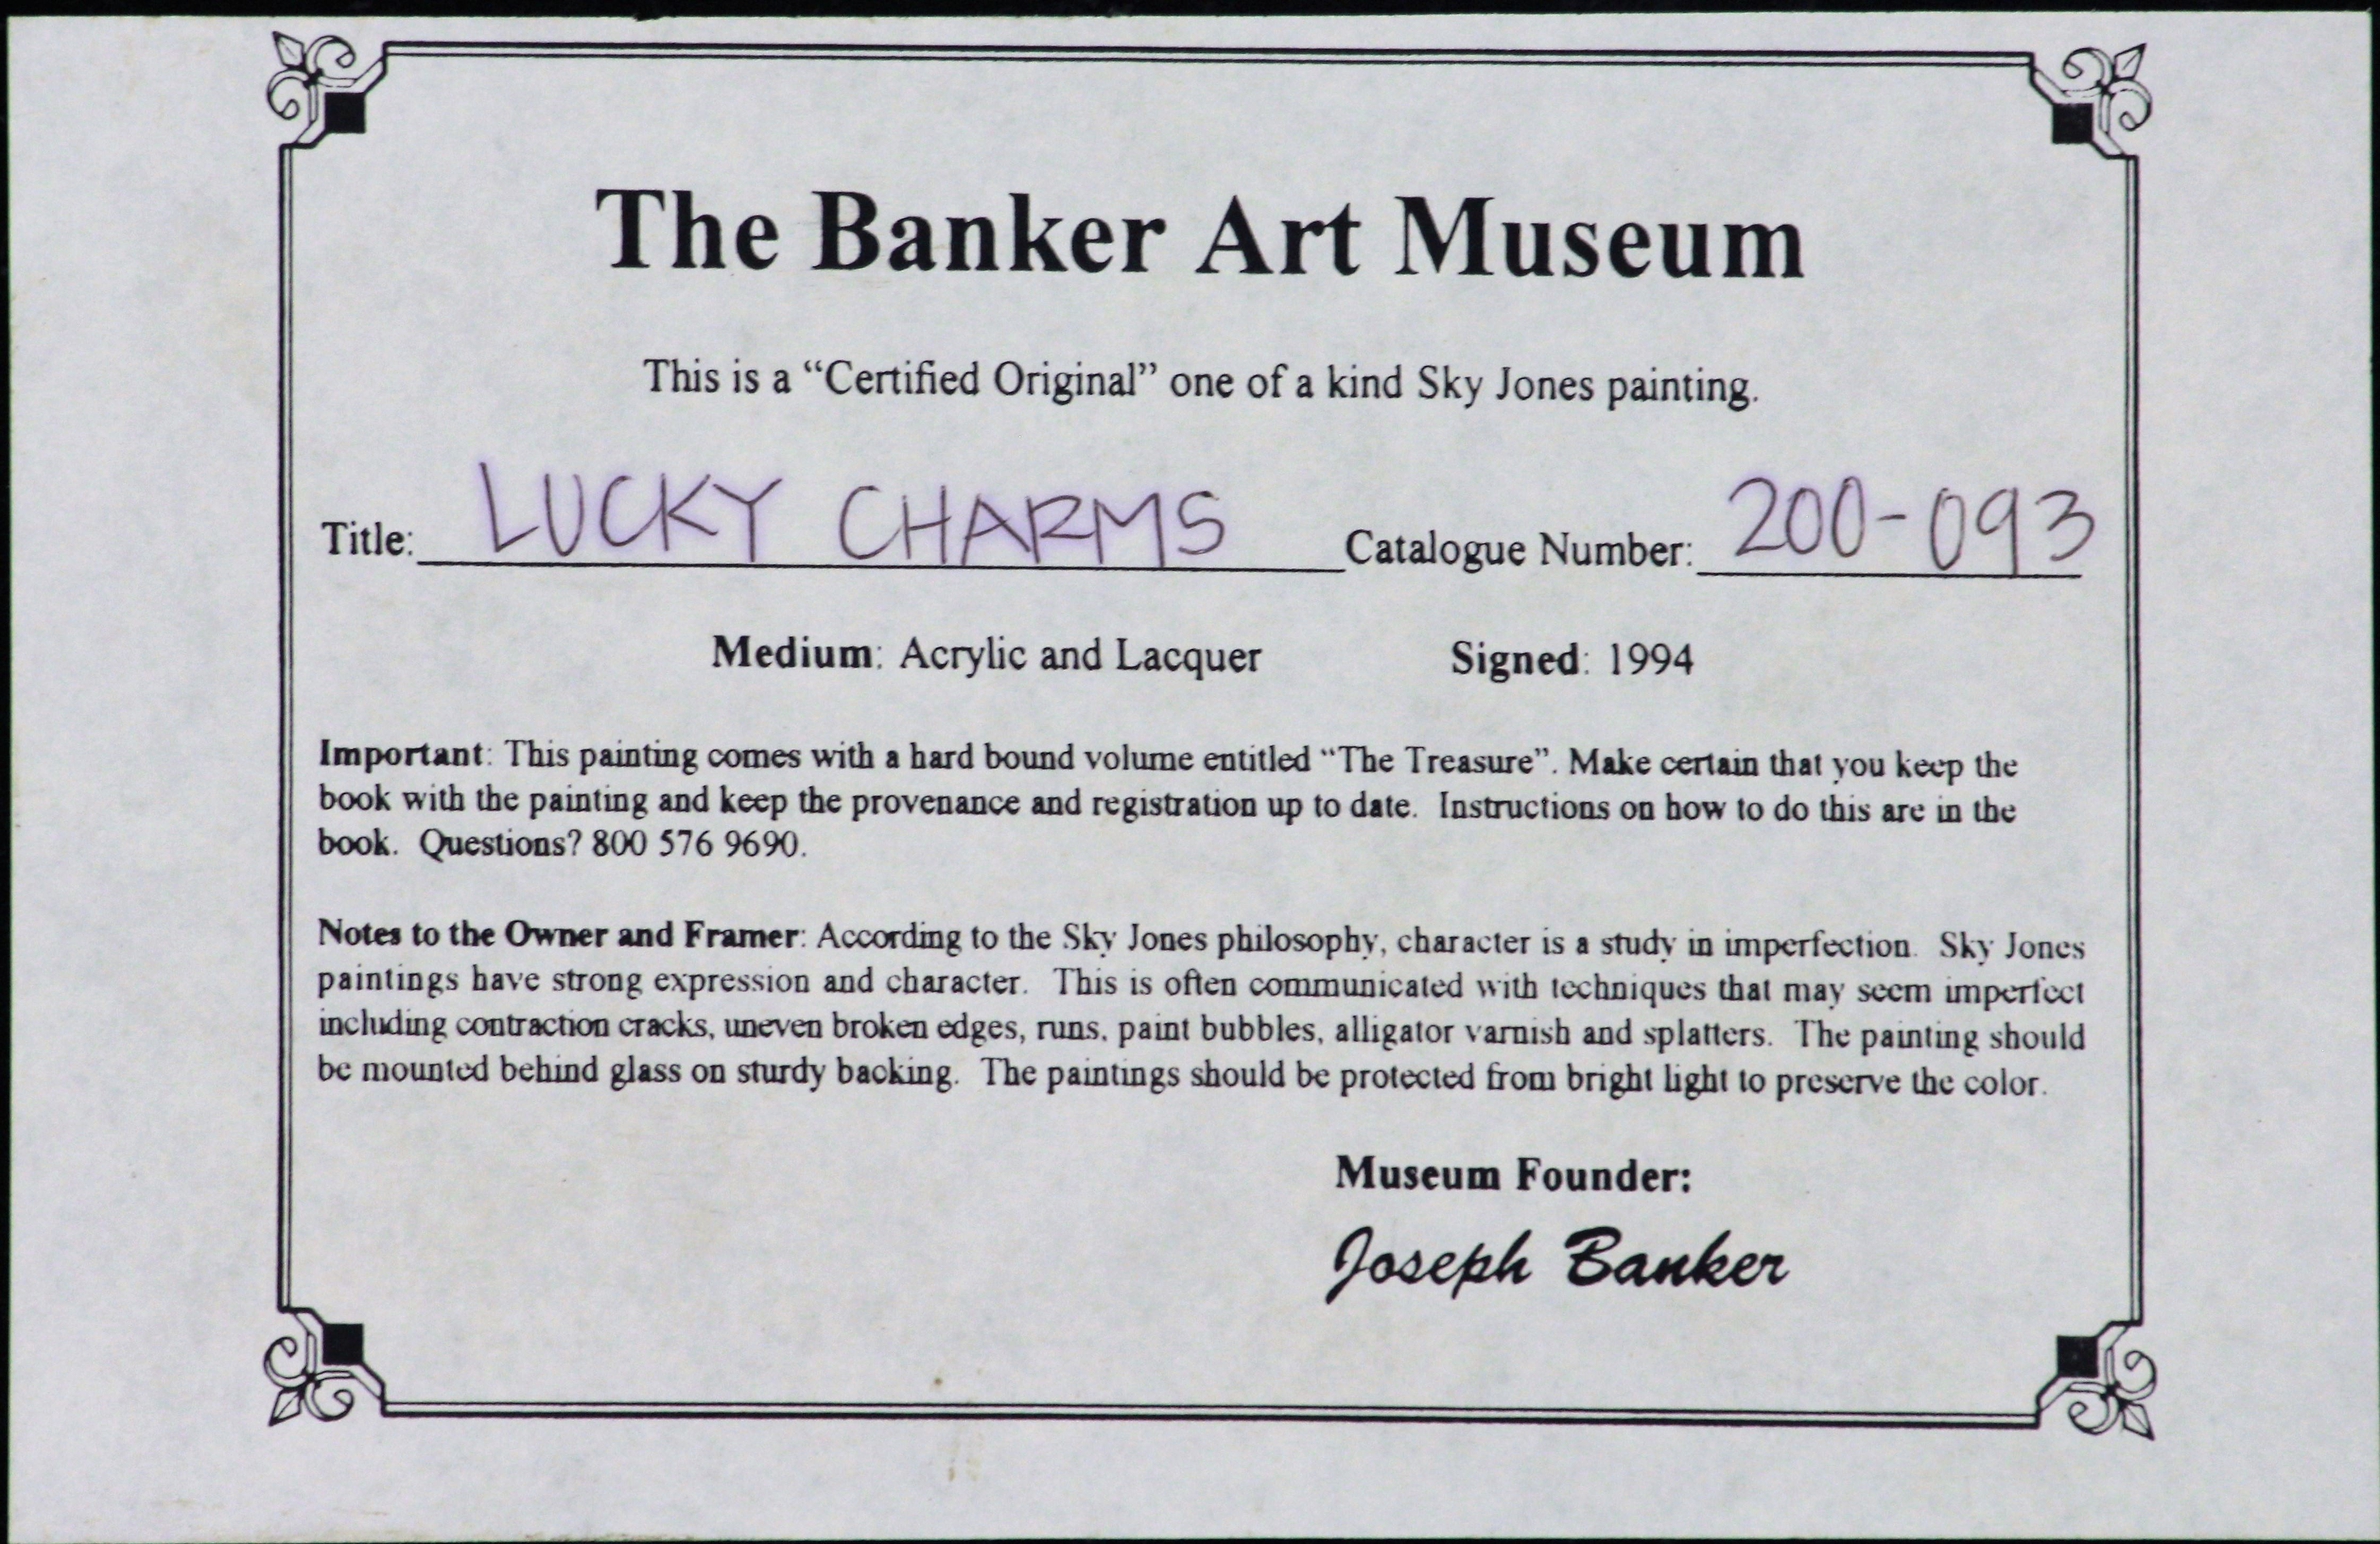 The Banker Art Museum
This is a “Certified Original” one of a kind Sky Jones painting.
Title: LUCKY CHARMS Catalogue Number: 200-093
Medium: Acrylic and Lacquer Signed: 1994
Important: This painting comes with a hard bound volume entitled “The Treasure”. Make certain that you keep the
book with the painting and keep the provenance and registration up to date. Instructions on how to do this are in the
book. Questions? 800 576 9690.
Notes to the Owner and Framer: According to the Sky Jones philosophy, character is a study in imperfection. Sky Jones
paintings have strong expression and character. This is often communicated with techniques that may seem imperfect
including contraction cracks, uneven broken edges, runs, paint bubbles, alligator varnish and splatters. The painting should
be mounted behind glass on sturdy backing. The paintings should be protected from bright light to preserve the color.
Museum Founder:
Joseph Banker